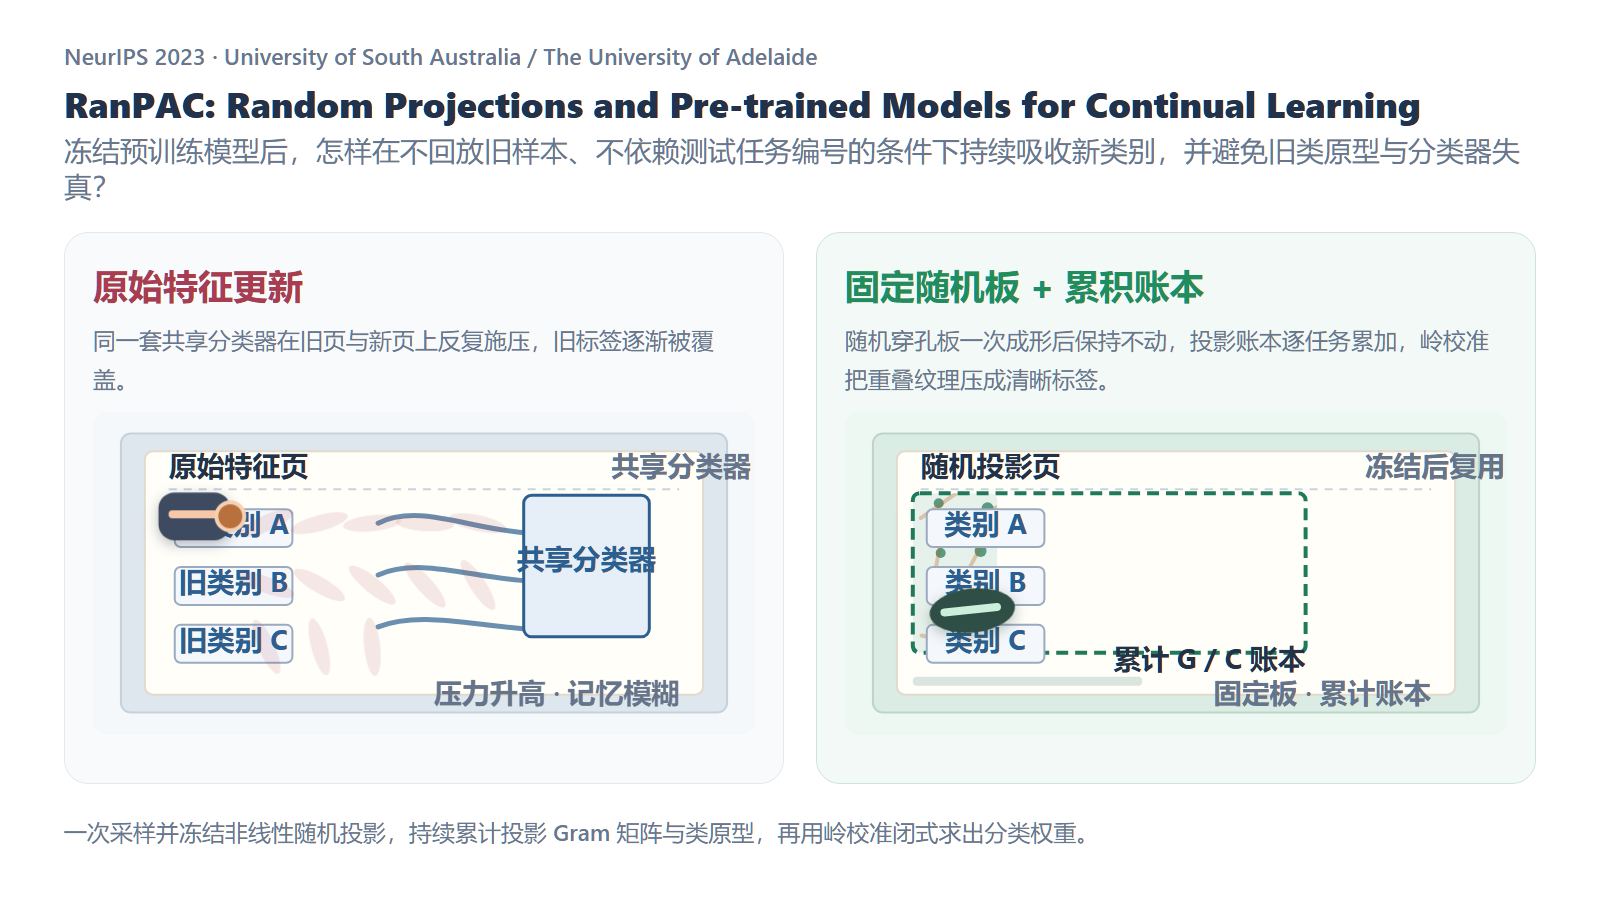 NeurIPS 2023 · University of South Australia / The University of Adelaide
RanPAC: Random Projections and Pre-trained Models for Continual Learning
冻结预训练模型后，怎样在不回放旧样本、不依赖测试任务编号的条件下持续吸收新类别，并避免旧类原型与分类器失
真？
原始特征更新
同一套共享分类器在旧页与新页上反复施压，旧标签逐渐被覆
盖。
原始特征页
共享分类器
别 A
旧类别 B
旧类别 C
共享分类器
压力升高 · 记忆模糊
固定随机板 + 累积账本
随机穿孔板一次成形后保持不动，投影账本逐任务累加，岭校准
把重叠纹理压成清晰标签。
随机投影页
冻结后复用
类别 A
类别 B
类别 C
累计 G / C 账本
固定板 · 累计账本
一次采样并冻结非线性随机投影，持续累计投影 Gram 矩阵与类原型，再用岭校准闭式求出分类权重。